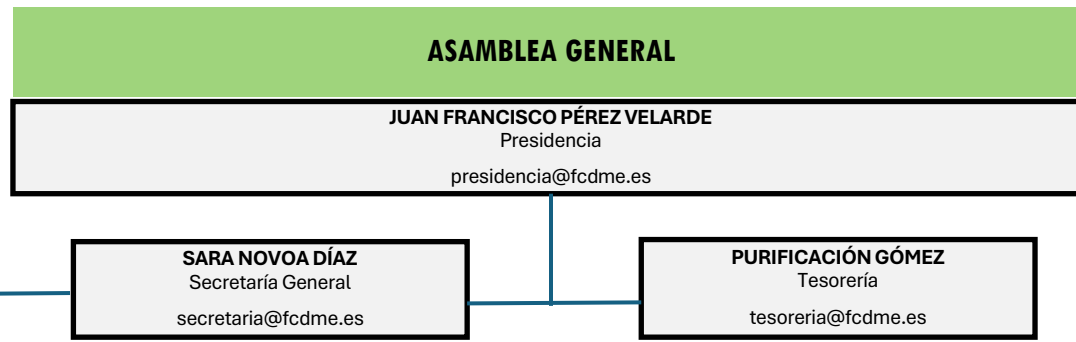 ASAMBLEA GENERAL
JUAN FRANCISCO PÉREZ VELARDE
Presidencia
presidencia@fcdme.es
SARA NOVOA DÍAZ
Secretaría General
secretaria@fcdme.es
PURIFICACIÓN GÓMEZ
Tesorería
tesoreria@fcdme.es